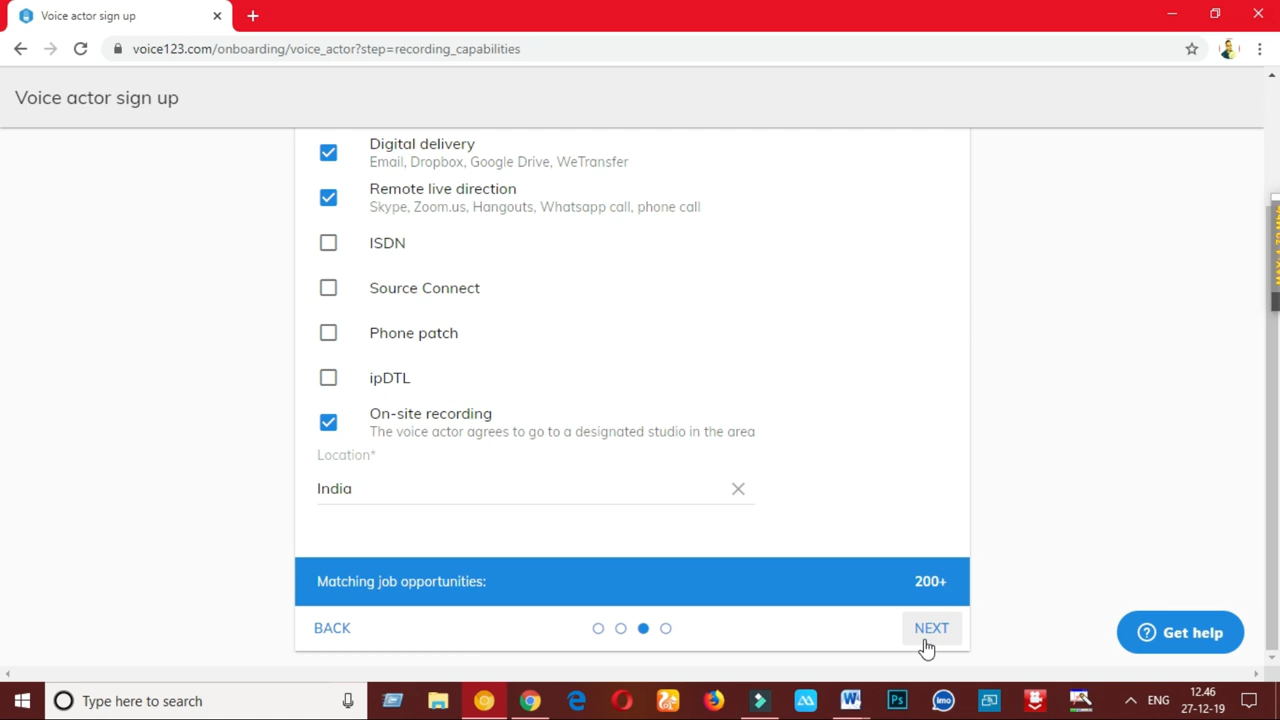 Voice actor sign up
voice123.com/onboarding/voice_actor?step=recording_capabilities
Voice actor sign up
Digital delivery
Email, Dropbox, Google Drive, WeTransfer
Remote live direction
Skype, Zoom.us, Hangouts, Whatsapp call, phone call
ISDN
Source Connect
Phone patch
ipDTL
On-site recording
The voice actor agrees to go to a designated studio in the area
Location*
India
Matching job opportunities: 200+
BACK NEXT
Get help
Type here to search
W Ps imo
ENG
12.46
27-12-19